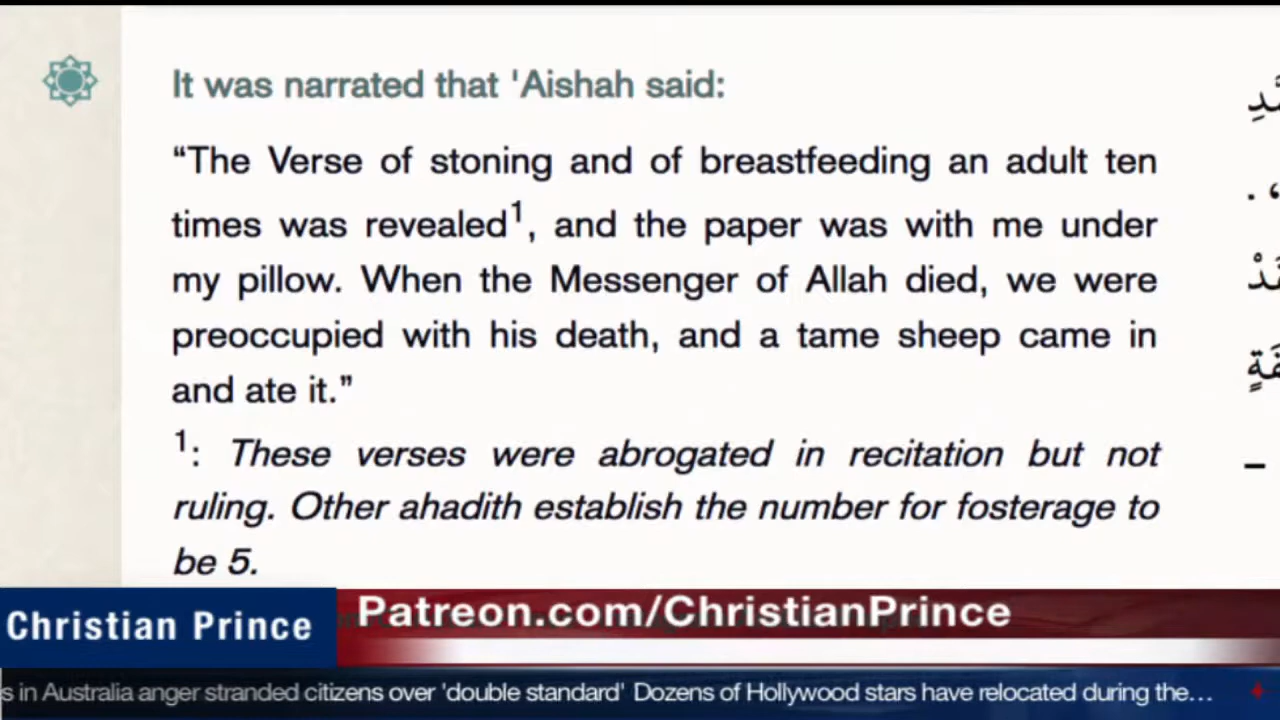 It was narrated that 'Aishah said:
“The Verse of stoning and of breastfeeding an adult ten
times was revealed¹, and the paper was with me under
my pillow. When the Messenger of Allah died, we were
preoccupied with his death, and a tame sheep came in
and ate it.”
¹: These verses were abrogated in recitation but not
ruling. Other ahadith establish the number for fosterage to
be 5.
Christian Prince
Patreon.com/ChristianPrince
s in Australia anger stranded citizens over 'double standard' Dozens of Hollywood stars have relocated during the...